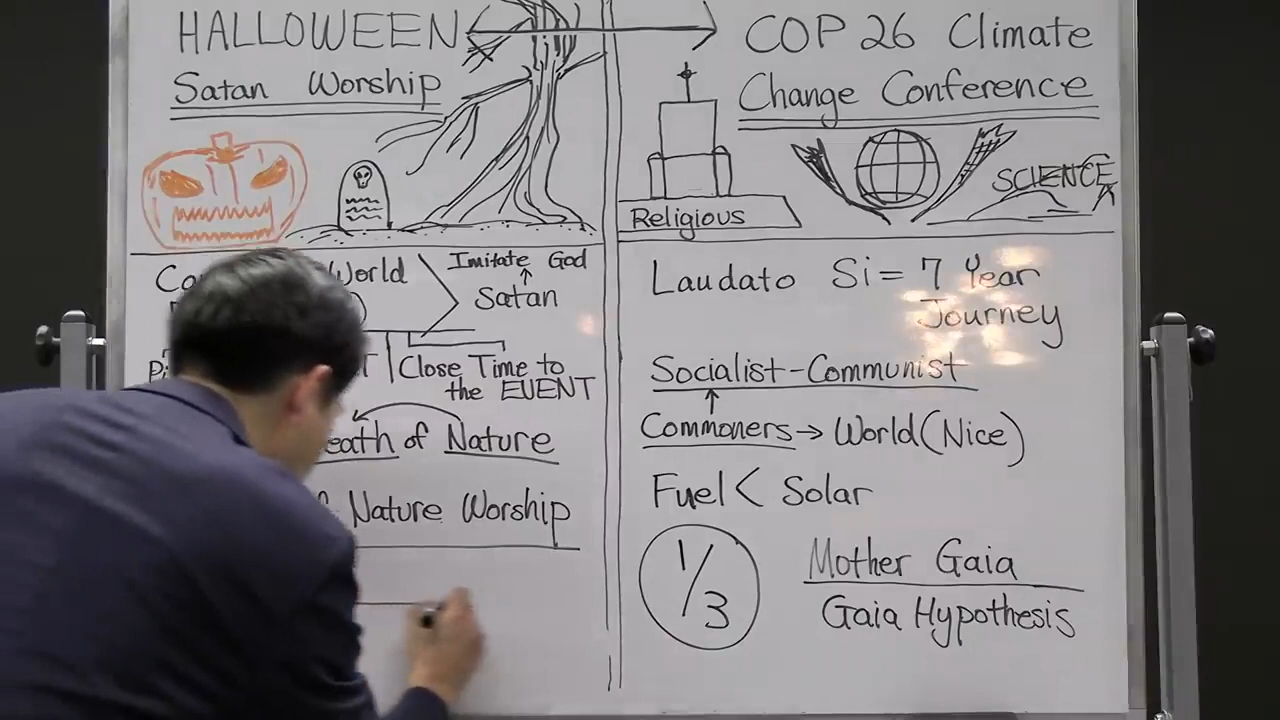 HALLOWEEN
Satan Worship
World
Imitate God
Satan
Close Time to
the EVENT
of Nature
Nature Worship
COP 26 Climate
Change Conference
Religious
SCIENCE
Laudato Si = 7 Year
Journey
Socialist-Communist
Commoners → World (Nice)
Fuel < Solar
1/3
Mother Gaia
Gaia Hypothesis